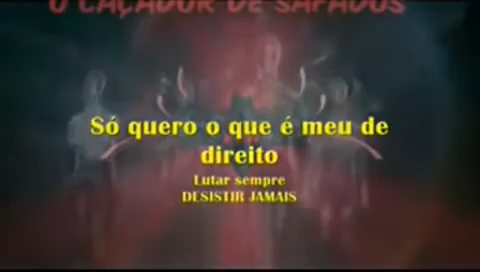 O CAÇADOR DE SAFADOS
Só quero o que é meu de
direito
Lutar sempre
DESISTIR JAMAIS